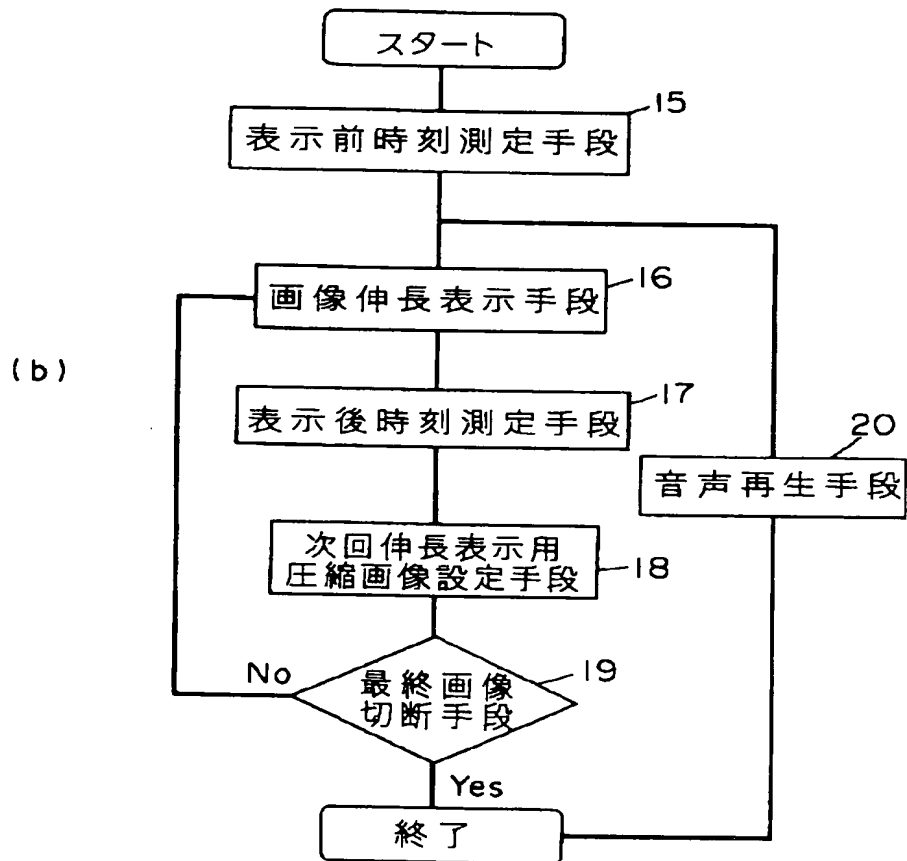 スタート
15
表示前時刻測定手段
画像伸長表示手段
16
(b)
表示後時刻測定手段
17
20
音声再生手段
次回伸長表示用
圧縮画像設定手段
18
No
最終画像
切断手段
19
Yes
終了